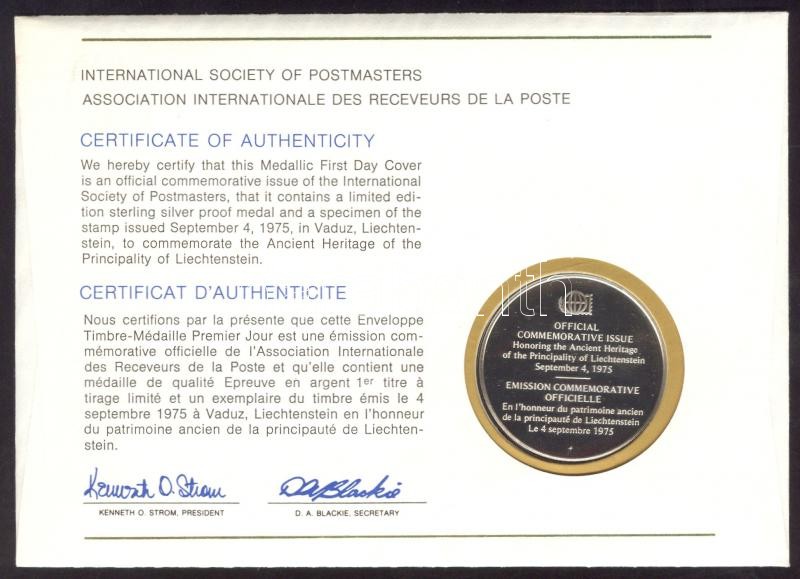 INTERNATIONAL SOCIETY OF POSTMASTERS
ASSOCIATION INTERNATIONALE DES RECEVEURS DE LA POSTE
CERTIFICATE OF AUTHENTICITY
We hereby certify that this Medallic First Day Cover
is an official commemorative issue of the International
Society of Postmasters, that it contains a limited edi-
tion sterling silver proof medal and a specimen of the
stamp issued September 4, 1975, in Vaduz, Liechten-
stein, to commemorate the Ancient Heritage of the
Principality of Liechtenstein.
CERTIFICAT D'AUTHENTICITE
Nous certifions par la présente que cette Enveloppe
Timbre-Médaille Premier Jour est une émission com-
mémorative officielle de l'Association Internationale
des Receveurs de la Poste et qu'elle contient une
médaille de qualité Epreuve en argent 1er titre à
tirage limité et un exemplaire du timbre émis le 4
septembre 1975 à Vaduz, Liechtenstein en l'honneur
du patrimoine ancien de la principauté de Liechten-
stein.
Kenneth O. Strom
KENNETH O. STROM, PRESIDENT
D A Blackie
D. A. BLACKIE, SECRETARY
OFFICIAL
COMMEMORATIVE ISSUE
Honoring the Ancient Heritage
of the Principality of Liechtenstein
September 4, 1975
EMISSION COMMEMORATIVE
OFFICIELLE
En l'honneur du patrimoine ancien
de la principauté de Liechtenstein
Le 4 septembre 1975